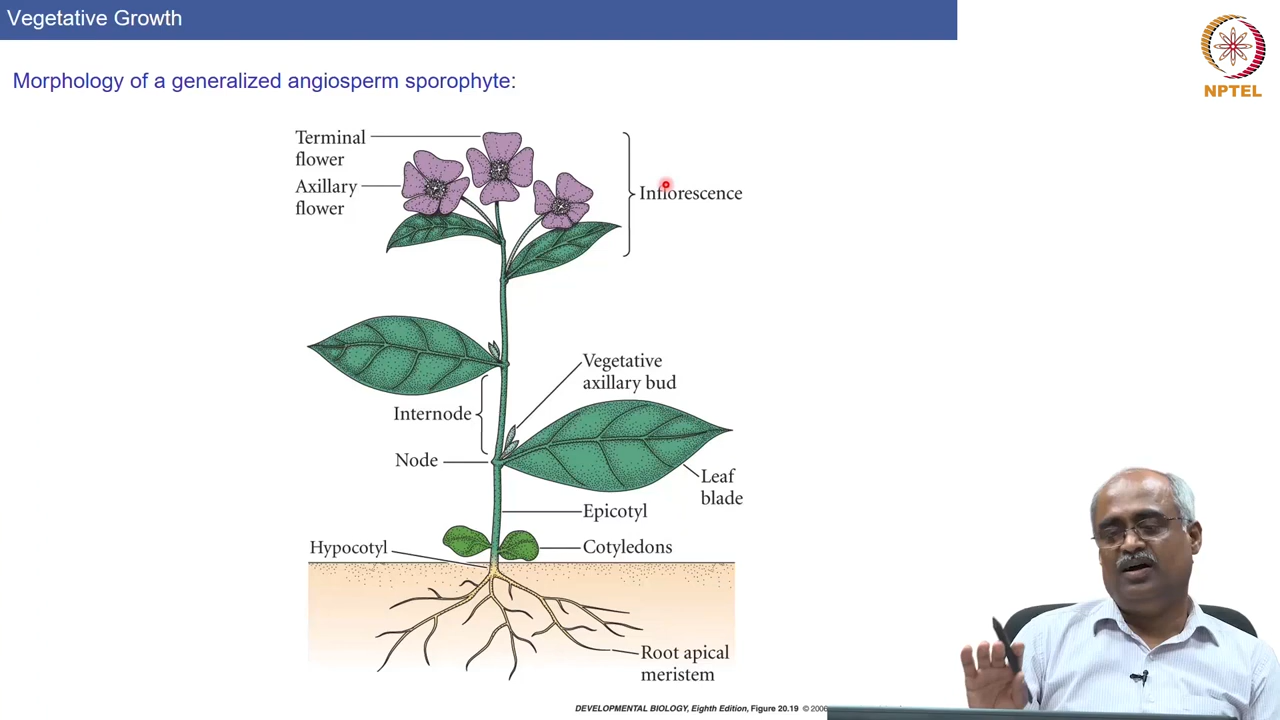 Vegetative Growth
NPTEL
Morphology of a generalized angiosperm sporophyte:
Terminal
flower
Axillary
flower
Inflorescence
Vegetative
axillary bud
Internode
Node
Leaf
blade
Epicotyl
Hypocotyl
Cotyledons
Root apical
meristem
DEVELOPMENTAL BIOLOGY, Eighth Edition, Figure 20.19 © 2006